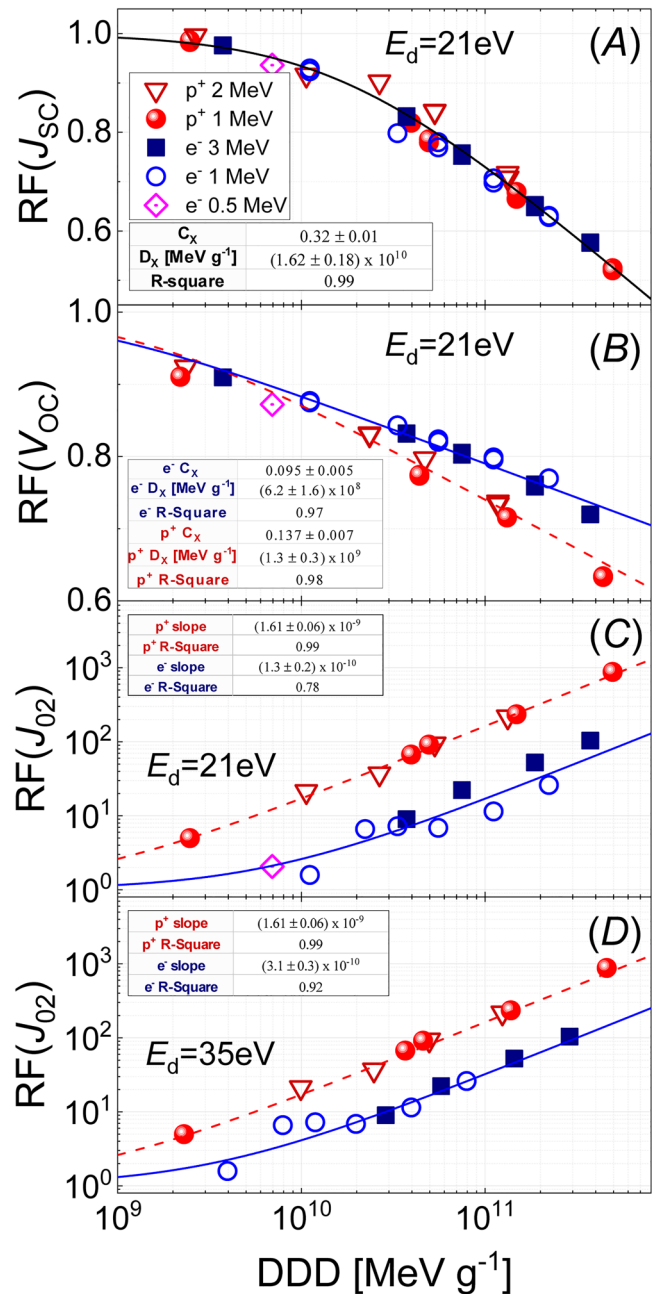 E_d=21eV
(A)
RF(J_SC)
1.0
0.8
0.6
p⁺ 2 MeV
p⁺ 1 MeV
e⁻ 3 MeV
e⁻ 1 MeV
e⁻ 0.5 MeV
C_X 0.32 ± 0.01
D_X [MeV g⁻¹] (1.62 ± 0.18) x 10¹⁰
R-square 0.99
E_d=21eV
(B)
RF(V_OC)
1.0
0.8
0.6
e⁻ C_X 0.095 ± 0.005
e⁻ D_X [MeV g⁻¹] (6.2 ± 1.6) x 10⁸
e⁻ R-Square 0.97
p⁺ C_X 0.137 ± 0.007
p⁺ D_X [MeV g⁻¹] (1.3 ± 0.3) x 10⁹
p⁺ R-Square 0.98
p⁺ slope (1.61 ± 0.06) x 10⁻⁹
p⁺ R-Square 0.99
e⁻ slope (1.3 ± 0.2) x 10⁻¹⁰
e⁻ R-Square 0.78
(C)
RF(J_02)
10³
10²
10¹
10⁰
E_d=21eV
p⁺ slope (1.61 ± 0.06) x 10⁻⁹
p⁺ R-Square 0.99
e⁻ slope (3.1 ± 0.3) x 10⁻¹⁰
e⁻ R-Square 0.92
(D)
RF(J_02)
10³
10²
10¹
10⁰
E_d=35eV
10⁹ 10¹⁰ 10¹¹
DDD [MeV g⁻¹]